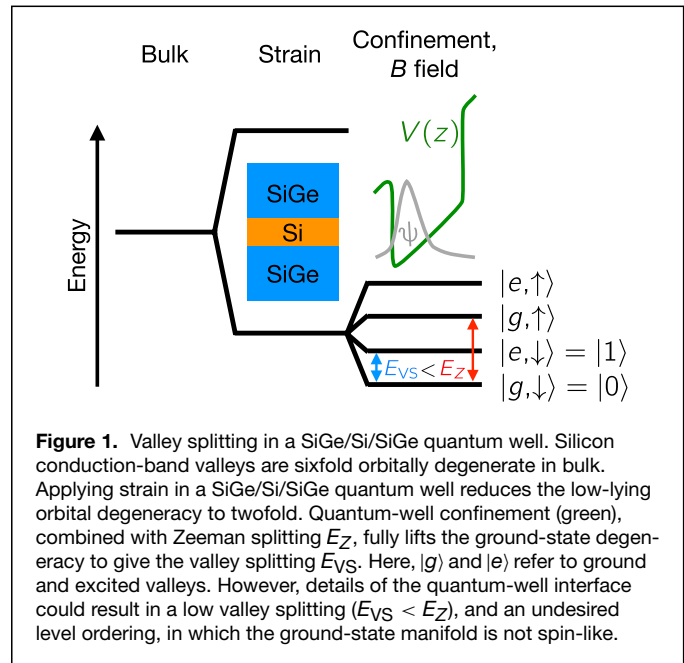 Bulk
Strain
Confinement,
B field
Energy
SiGe
Si
SiGe
V(z)
ψ
|e,↑⟩
|g,↑⟩
|e,↓⟩ = |1⟩
|g,↓⟩ = |0⟩
E_VS < E_Z
Figure 1. Valley splitting in a SiGe/Si/SiGe quantum well. Silicon
conduction-band valleys are sixfold orbitally degenerate in bulk.
Applying strain in a SiGe/Si/SiGe quantum well reduces the low-lying
orbital degeneracy to twofold. Quantum-well confinement (green),
combined with Zeeman splitting E_Z, fully lifts the ground-state degen-
eracy to give the valley splitting E_VS. Here, |g⟩ and |e⟩ refer to ground
and excited valleys. However, details of the quantum-well interface
could result in a low valley splitting (E_VS < E_Z), and an undesired
level ordering, in which the ground-state manifold is not spin-like.